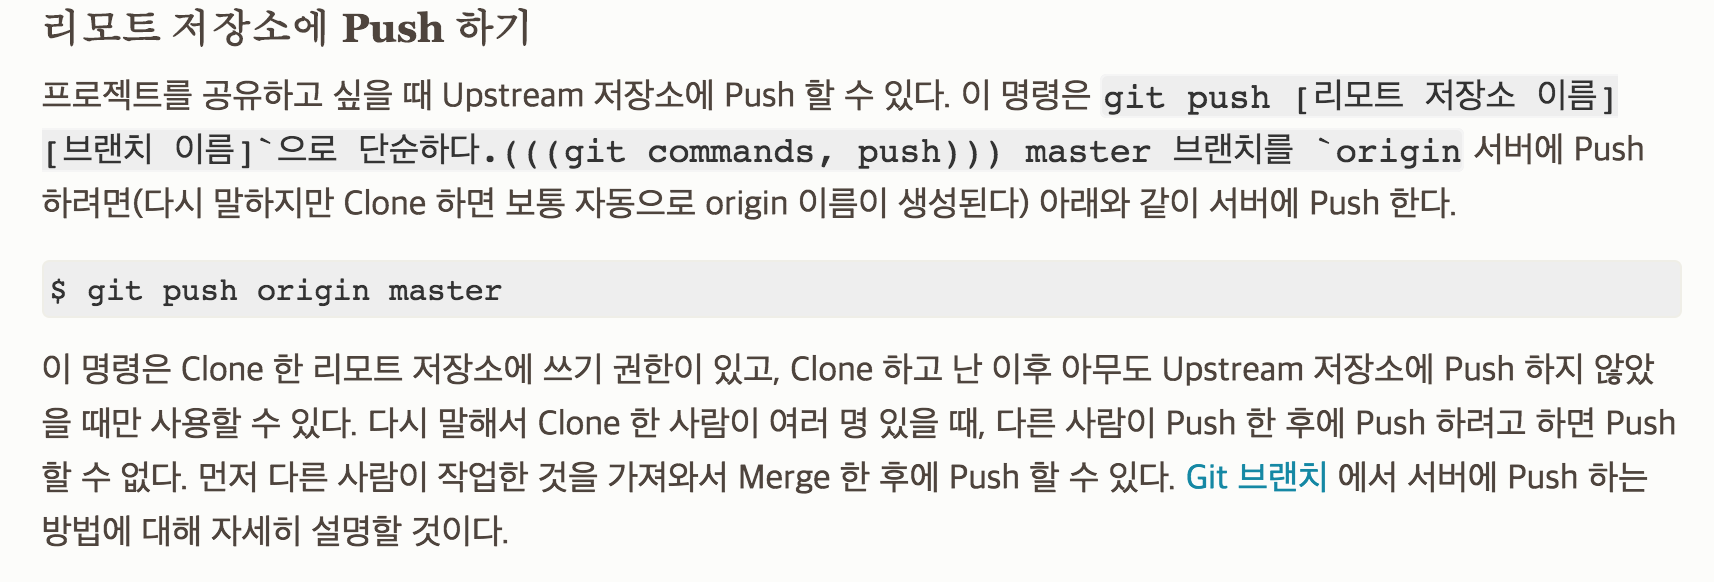 리모트 저장소에 Push 하기
프로젝트를 공유하고 싶을 때 Upstream 저장소에 Push 할 수 있다. 이 명령은 git push [리모트 저장소 이름]
[브랜치 이름]`으로 단순하다.(((git commands, push))) master 브랜치를 `origin 서버에 Push
하려면(다시 말하지만 Clone 하면 보통 자동으로 origin 이름이 생성된다) 아래와 같이 서버에 Push 한다.
$ git push origin master
이 명령은 Clone 한 리모트 저장소에 쓰기 권한이 있고, Clone 하고 난 이후 아무도 Upstream 저장소에 Push 하지 않았
을 때만 사용할 수 있다. 다시 말해서 Clone 한 사람이 여러 명 있을 때, 다른 사람이 Push 한 후에 Push 하려고 하면 Push
할 수 없다. 먼저 다른 사람이 작업한 것을 가져와서 Merge 한 후에 Push 할 수 있다. Git 브랜치 에서 서버에 Push 하는
방법에 대해 자세히 설명할 것이다.